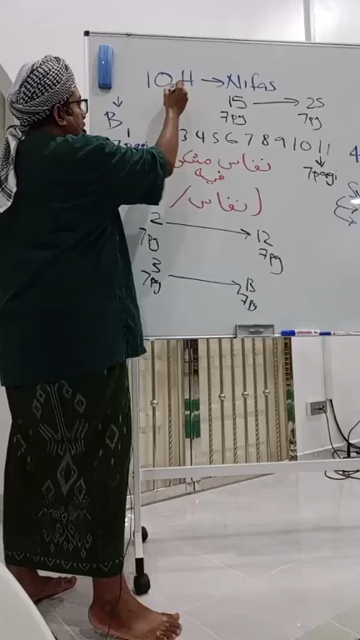 10 H → Nifas
B
15 → 25
7pg 7pg
1 3 4 5 6 7 8 9 10 11
7pagi 7pagi
نفاس مشكو
فيه
(نفاس/
2 → 12
7pg 7pg
3 → 13
7pg 7pg
4